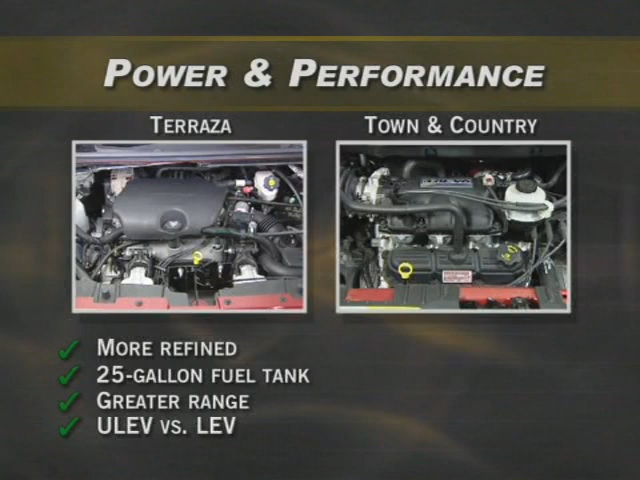 POWER & PERFORMANCE
TERRAZA
TOWN & COUNTRY
MORE REFINED
25-GALLON FUEL TANK
GREATER RANGE
ULEV VS. LEV